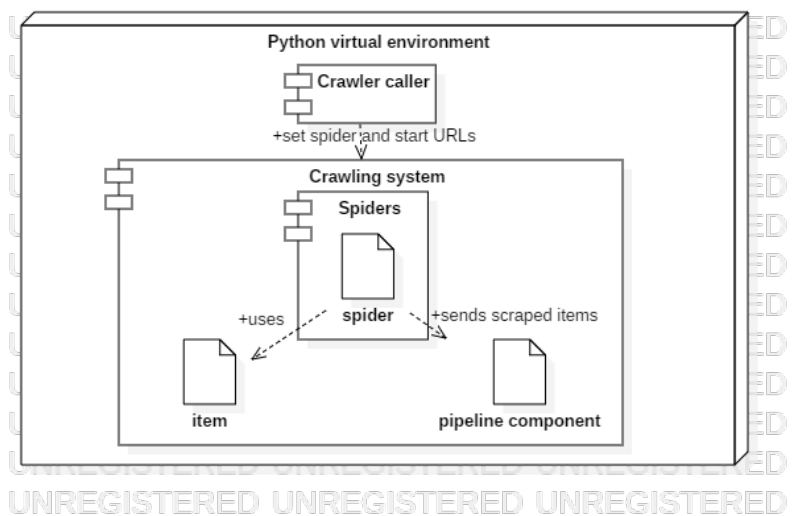 Python virtual environment
Crawler caller
+set spider and start URLs
Crawling system
Spiders
spider
+uses
+sends scraped items
item
pipeline component
UNREGISTERED UNREGISTERED UNREGISTERED
UNREGISTERED UNREGISTERED UNREGISTERED